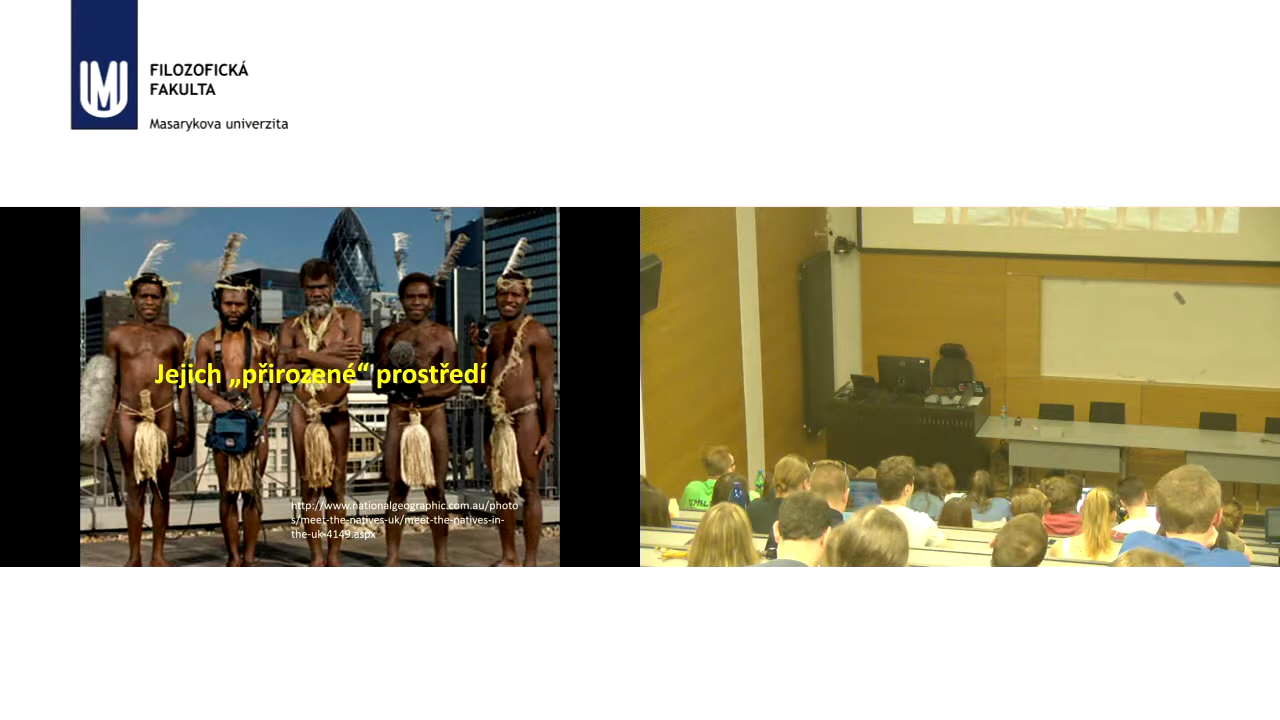 FILOZOFICKÁ
FAKULTA
Masarykova univerzita
Jejich „přirozené“ prostředí
http://www.nationalgeographic.com.au/photo
s/meet-the-natives-uk/meet-the-natives-in-
the-uk-4149.aspx